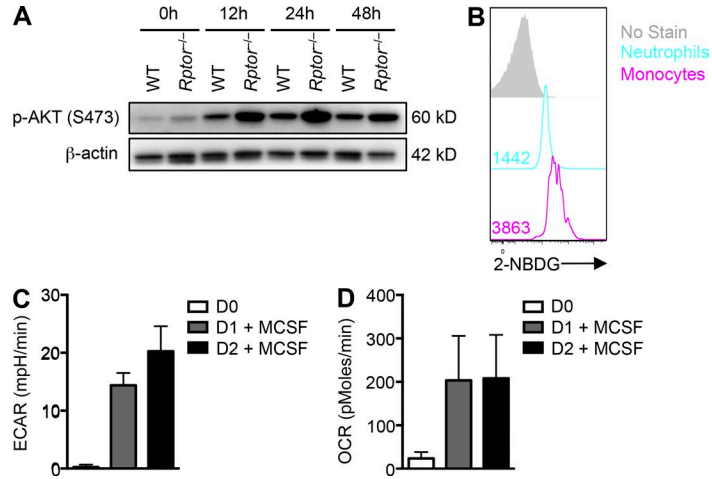 A
0h 12h 24h 48h
WT Rptor–/– WT Rptor–/– WT Rptor–/– WT Rptor–/–
p-AKT (S473) 60 kD
β-actin 42 kD
B
No Stain
Neutrophils
Monocytes
1442
3863
0
2-NBDG
C
30
20
10
0
ECAR (mpH/min)
D0
D1 + MCSF
D2 + MCSF
D
400
300
200
100
0
OCR (pMoles/min)
D0
D1 + MCSF
D2 + MCSF